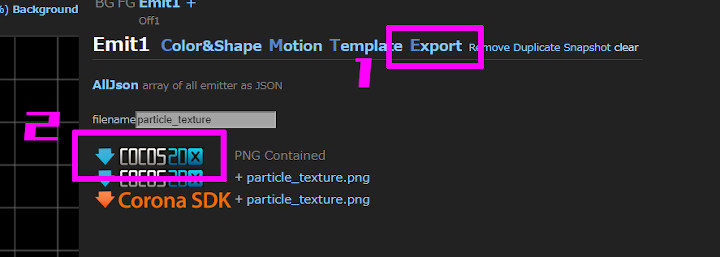 %) Background
BG FG Emit1 +
Off1
Emit1 Color&Shape Motion Template Export Remove Duplicate Snapshot clear
1
AllJson array of all emitter as JSON
filename particle_texture
2
COCOS2DX PNG Contained
COCOS2DX + particle_texture.png
Corona SDK + particle_texture.png